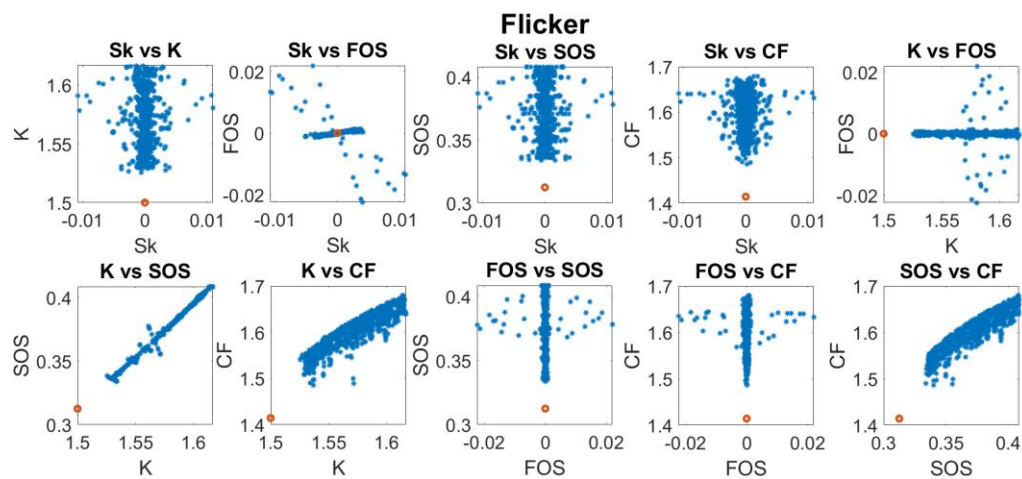 Flicker
Sk vs K
Sk vs FOS
Sk vs SOS
Sk vs CF
K vs FOS
1.6
1.55
1.5
K
-0.01
0
0.01
Sk
0.02
0
-0.02
FOS
-0.01
0
0.01
Sk
0.4
0.35
0.3
SOS
-0.01
0
0.01
Sk
1.7
1.6
1.5
1.4
CF
-0.01
0
0.01
Sk
0.02
0
-0.02
FOS
1.5
1.55
1.6
K
K vs SOS
K vs CF
FOS vs SOS
FOS vs CF
SOS vs CF
0.4
0.35
0.3
SOS
1.5
1.55
1.6
K
1.7
1.6
1.5
1.4
CF
1.5
1.55
1.6
K
0.4
0.35
0.3
SOS
-0.02
0
0.02
FOS
1.7
1.6
1.5
1.4
CF
-0.02
0
0.02
FOS
1.7
1.6
1.5
1.4
CF
0.3
0.35
0.4
SOS